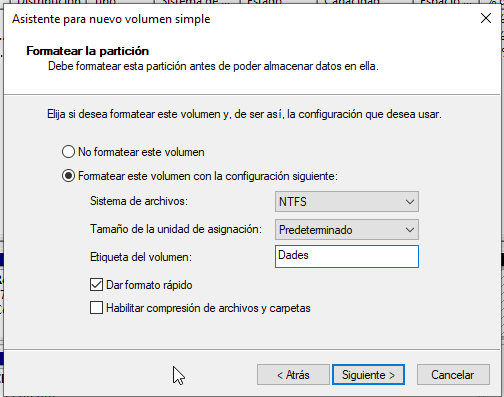 Asistente para nuevo volumen simple
Formatear la partición
Debe formatear esta partición antes de poder almacenar datos en ella.
Elija si desea formatear este volumen y, de ser así, la configuración que desea usar.
No formatear este volumen
Formatear este volumen con la configuración siguiente:
Sistema de archivos: NTFS
Tamaño de la unidad de asignación: Predeterminado
Etiqueta del volumen: Dades
Dar formato rápido
Habilitar compresión de archivos y carpetas
< Atrás Siguiente > Cancelar